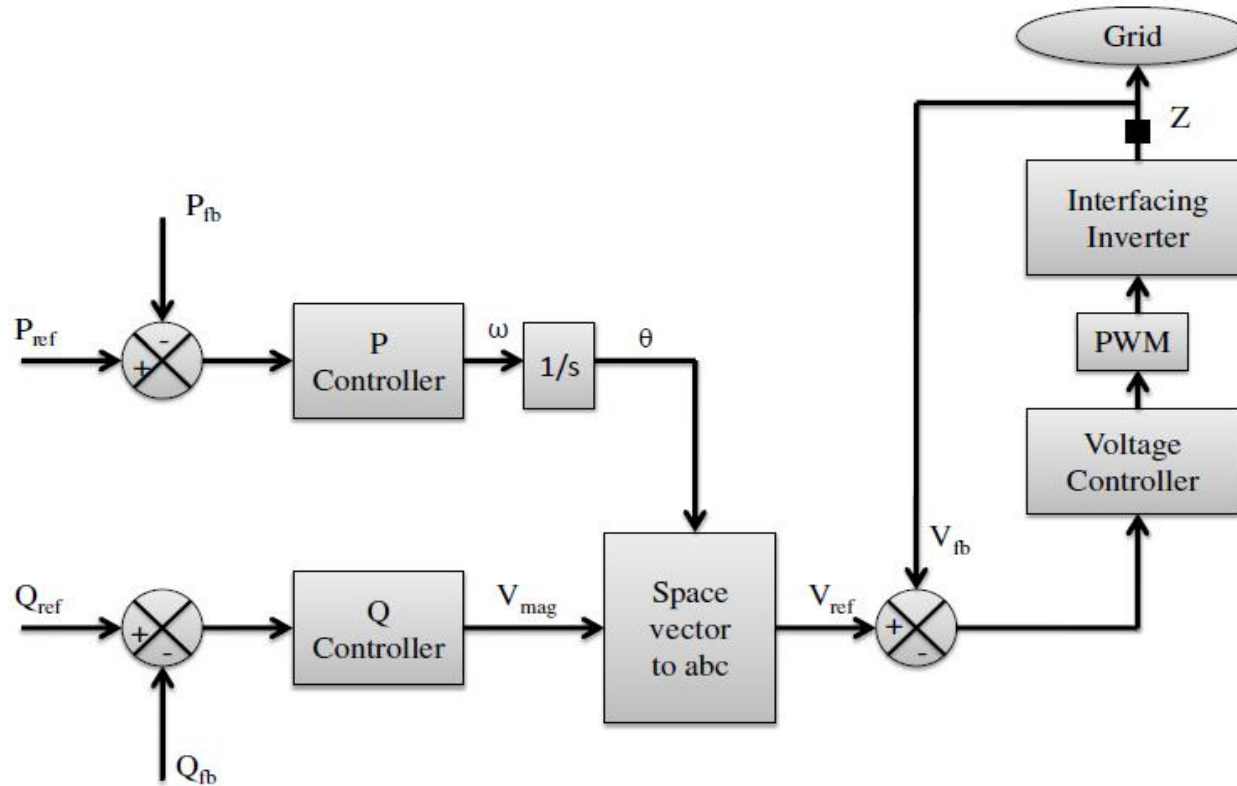 Grid
Z
Interfacing
Inverter
P_fb
P_ref
-
+
P
Controller
ω
1/s
θ
PWM
Voltage
Controller
V_fb
Q_ref
+
-
Q
Controller
V_mag
Space
vector
to abc
V_ref
+
-
Q_fb